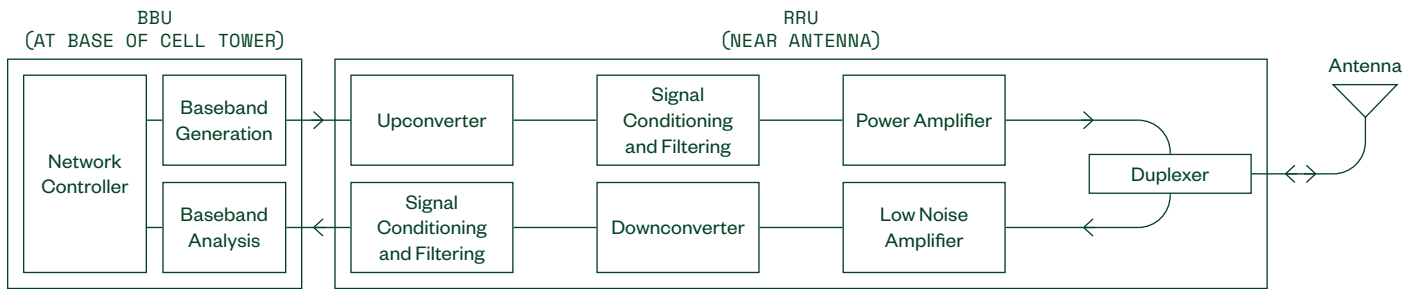 BBU
(AT BASE OF CELL TOWER)
RRU
(NEAR ANTENNA)
Antenna
Network
Controller
Baseband
Generation
Upconverter
Signal
Conditioning
and Filtering
Power Amplifier
Duplexer
Baseband
Analysis
Signal
Conditioning
and Filtering
Downconverter
Low Noise
Amplifier